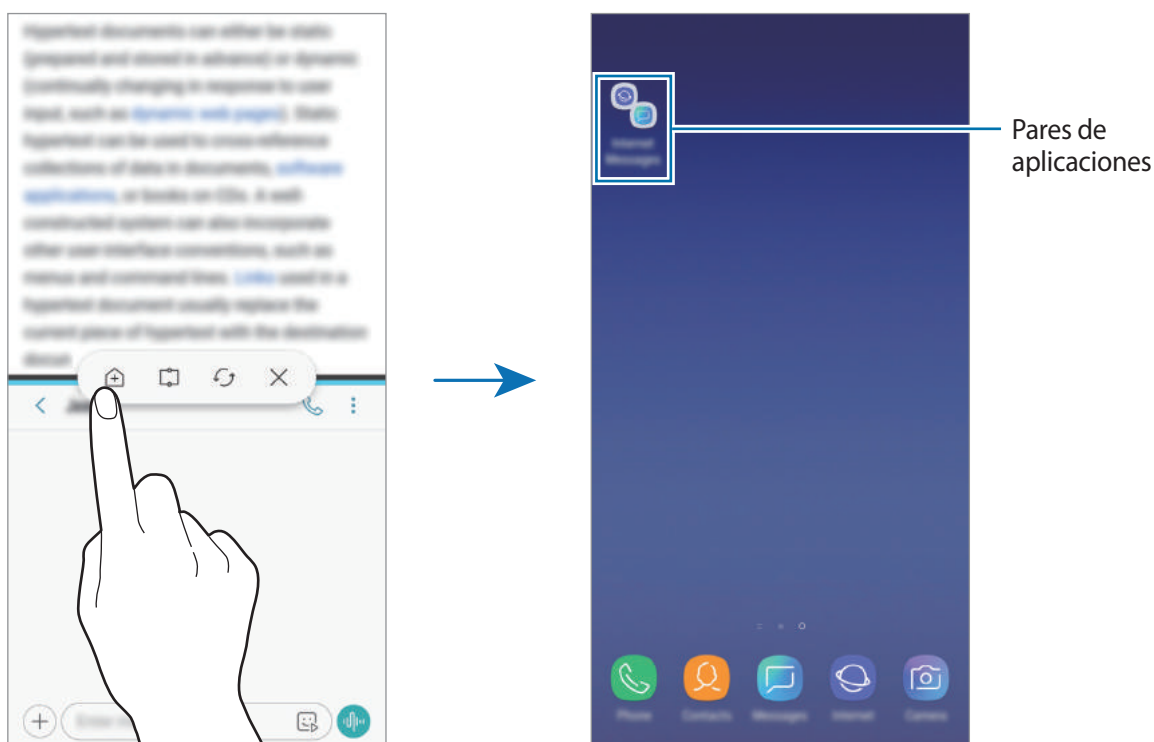 Hypertext documents can either be static
(prepared and stored in advance) or dynamic
(continually changing in response to user
input, such as dynamic web pages). Static
hypertext can be used to cross-reference
collections of data in documents, software
applications, or books on CDs. A well-
constructed system can also incorporate
other user-interface conventions, such as
menus and command lines. Links used in a
hypertext document usually replace the
current piece of hypertext with the destination
Internet
Messages
Pares de
aplicaciones
Enter
Phone
Contacts
Messages
Internet
Camera